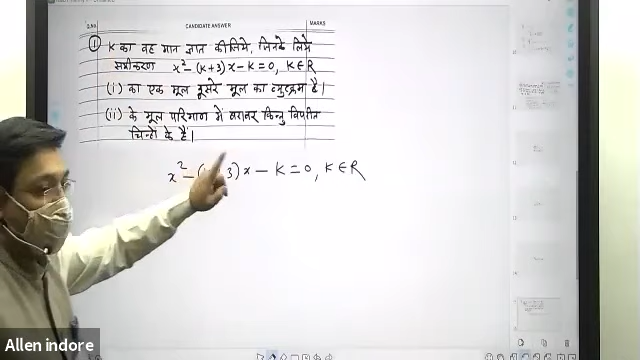 S.NO. CANDIDATE ANSWER MARKS
① K का वह मान ज्ञात कीजिये, जिनके लिये
समीकरण x² - (K+3)x - K = 0, K ∈ R
(i) का एक मूल दूसरे मूल का व्युत्क्रम है।
(ii) के मूल परिमाण में बराबर किन्तु विपरीत
चिन्हों के हैं।
x² - 3)x - K = 0, K ∈ R
Allen indore